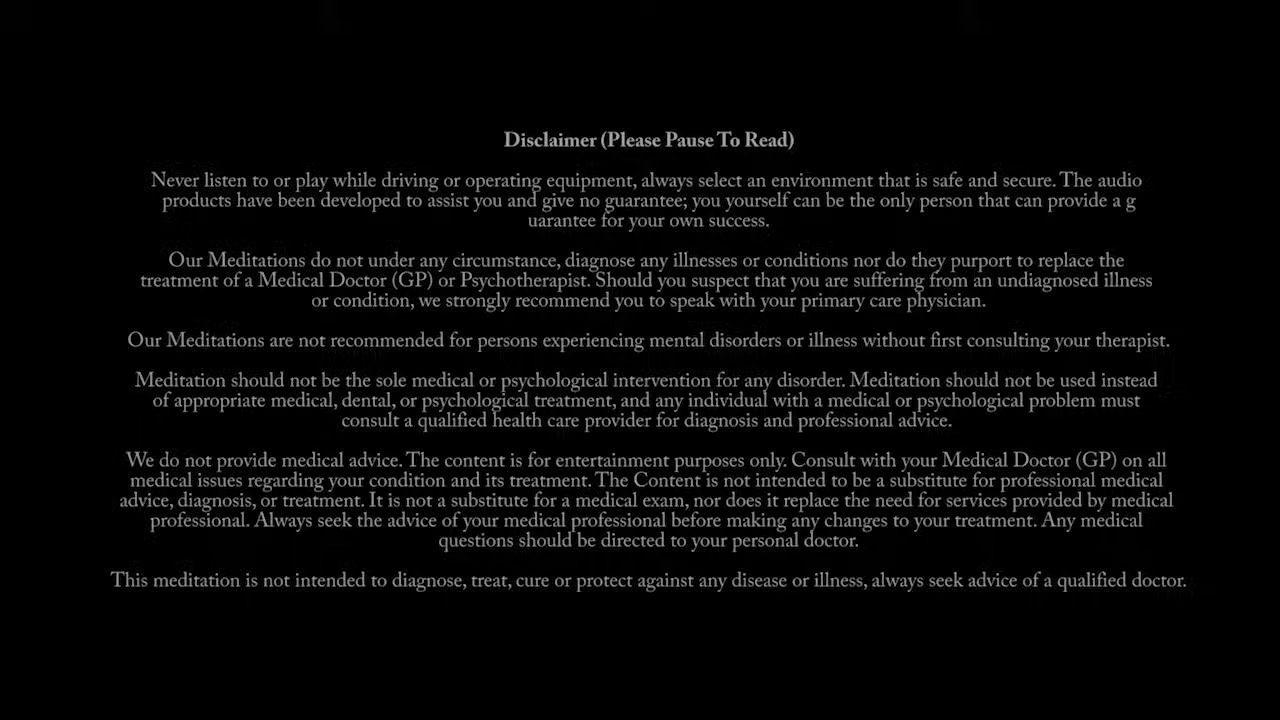 Disclaimer (Please Pause To Read)
Never listen to or play while driving or operating equipment, always select an environment that is safe and secure. The audio
products have been developed to assist you and give no guarantee; you yourself can be the only person that can provide a g
uarantee for your own success.
Our Meditations do not under any circumstance, diagnose any illnesses or conditions nor do they purport to replace the
treatment of a Medical Doctor (GP) or Psychotherapist. Should you suspect that you are suffering from an undiagnosed illness
or condition, we strongly recommend you to speak with your primary care physician.
Our Meditations are not recommended for persons experiencing mental disorders or illness without first consulting your therapist.
Meditation should not be the sole medical or psychological intervention for any disorder. Meditation should not be used instead
of appropriate medical, dental, or psychological treatment, and any individual with a medical or psychological problem must
consult a qualified health care provider for diagnosis and professional advice.
We do not provide medical advice. The content is for entertainment purposes only. Consult with your Medical Doctor (GP) on all
medical issues regarding your condition and its treatment. The Content is not intended to be a substitute for professional medical
advice, diagnosis, or treatment. It is not a substitute for a medical exam, nor does it replace the need for services provided by medical
professional. Always seek the advice of your medical professional before making any changes to your treatment. Any medical
questions should be directed to your personal doctor.
This meditation is not intended to diagnose, treat, cure or protect against any disease or illness, always seek advice of a qualified doctor.